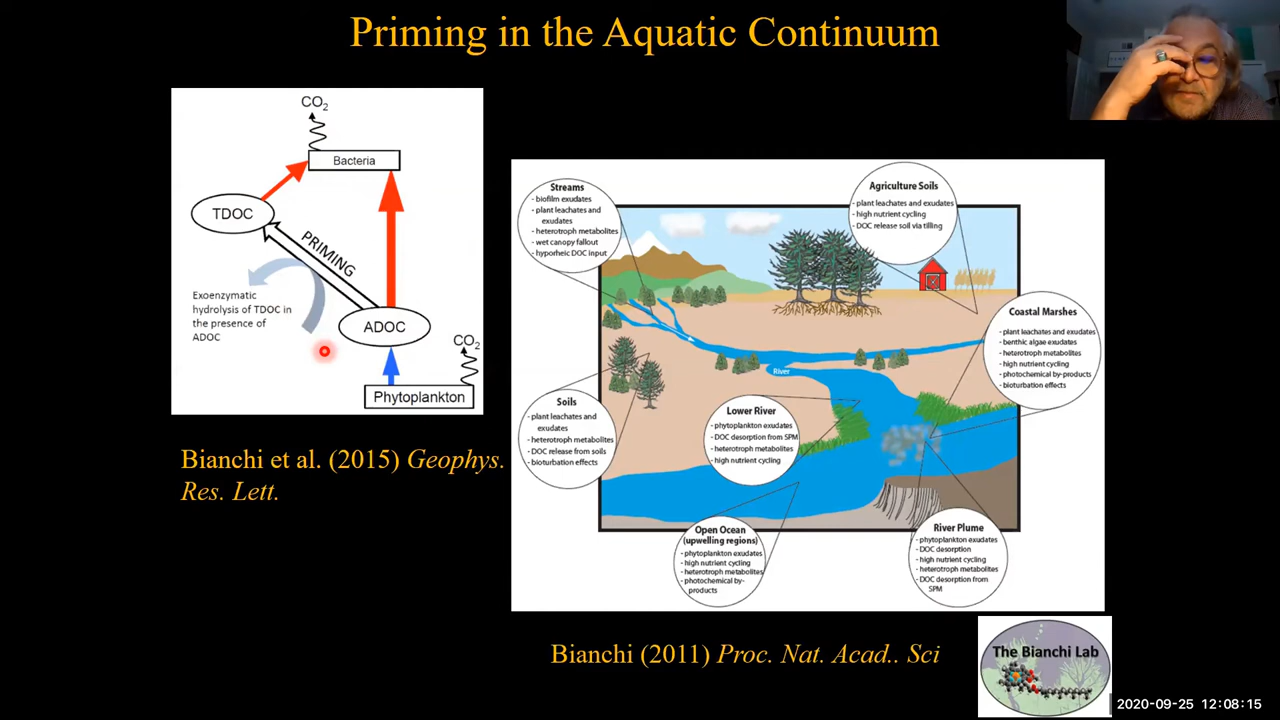 Priming in the Aquatic Continuum
CO2
Bacteria
TDOC
PRIMING
Exoenzymatic
hydrolysis of TDOC in
the presence of
ADOC
ADOC
CO2
Phytoplankton
Bianchi et al. (2015) Geophys.
Res. Lett.
Streams
- biofilm exudates
- plant leachates and
exudates
- heterotroph metabolites
- wet canopy fallout
- hyporheic DOC input
Agriculture Soils
- plant leachates and exudates
- high nutrient cycling
- DOC release soil via tilling
Coastal Marshes
- plant leachates and exudates
- benthic algae exudates
- heterotroph metabolites
- high nutrient cycling
- photochemical by-products
- bioturbation effects
River
Soils
- plant leachates and
exudates
- heterotroph metabolites
- DOC release from soils
- bioturbation effects
Lower River
- phytoplankton exudates
- DOC desorption from SPM
- heterotroph metabolites
- high nutrient cycling
Open Ocean
(upwelling regions)
- phytoplankton exudates
- high nutrient cycling
- heterotroph metabolites
- photochemical by-
products
River Plume
- phytoplankton exudates
- DOC desorption
- high nutrient cycling
- heterotroph metabolites
- DOC desorption from
SPM
Bianchi (2011) Proc. Nat. Acad.. Sci
The Bianchi Lab
2020-09-25 12:08:15